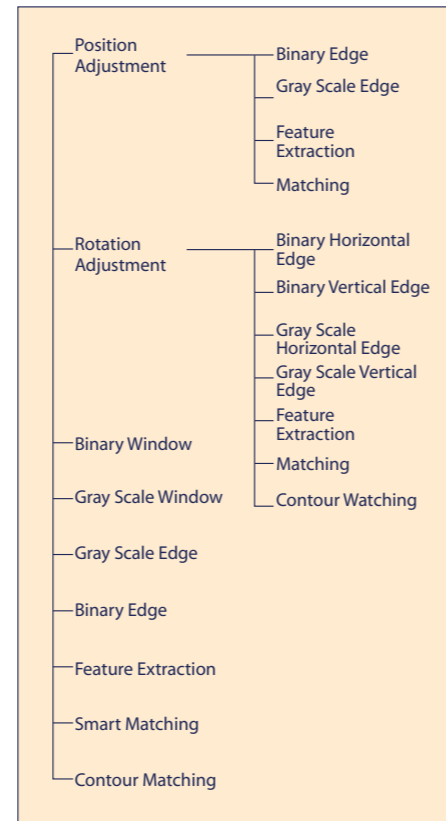 Position
Adjustment
Binary Edge
Gray Scale Edge
Feature
Extraction
Matching
Rotation
Adjustment
Binary Horizontal
Edge
Binary Vertical Edge
Gray Scale
Horizontal Edge
Gray Scale Vertical
Edge
Feature
Extraction
Matching
Contour Watching
Binary Window
Gray Scale Window
Gray Scale Edge
Binary Edge
Feature Extraction
Smart Matching
Contour Matching